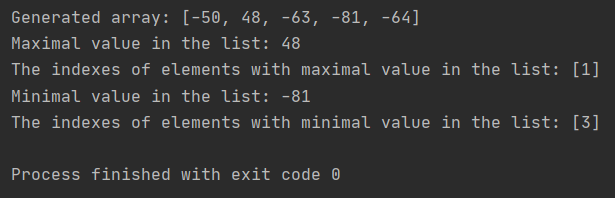 Generated array: [-50, 48, -63, -81, -64]
Maximal value in the list: 48
The indexes of elements with maximal value in the list: [1]
Minimal value in the list: -81
The indexes of elements with minimal value in the list: [3]
Process finished with exit code 0